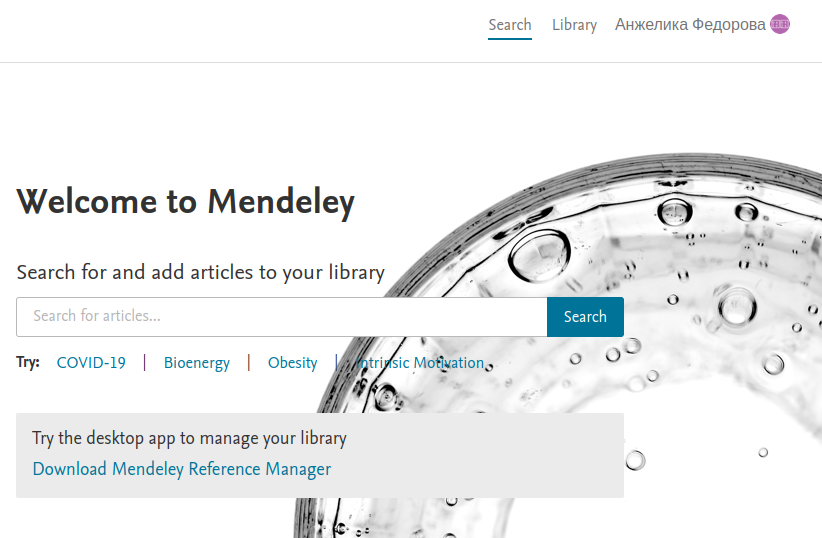 Search Library Анжелика Федорова
Welcome to Mendeley
Search for and add articles to your library
Search for articles... Search
Try: COVID-19 | Bioenergy | Obesity | Intrinsic Motivation
Try the desktop app to manage your library
Download Mendeley Reference Manager